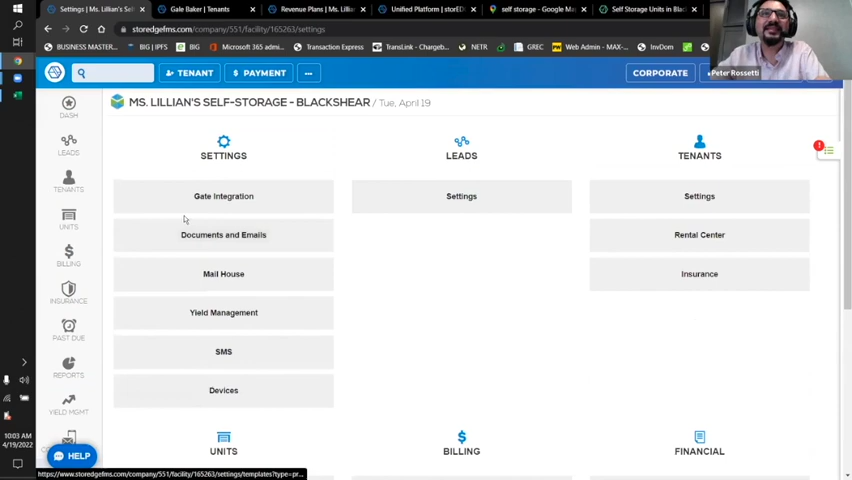 Settings | Ms. Lillian's Sel
Gale Baker | Tenants
Revenue Plans | Ms. Lillian
Unified Platform | storED
self storage - Google Ma
Self Storage Units in Black
storedgefms.com/company/551/facility/165263/settings
BUSINESS MASTER...
BIG | IPFS
Microsoft 365 admi...
Transaction Express
TransLink - Chargeb...
NETR
GREC
Web Admin - MAX-...
InvDom
TENANT
$ PAYMENT
...
CORPORATE
Peter Rossetti
MS. LILLIAN'S SELF-STORAGE - BLACKSHEAR / Tue, April 19
DASH
LEADS
TENANTS
UNITS
BILLING
INSURANCE
PAST DUE
REPORTS
YIELD MGMT
SETTINGS
LEADS
TENANTS
!
Gate Integration
Settings
Settings
Documents and Emails
Rental Center
Mail House
Insurance
Yield Management
SMS
Devices
UNITS
BILLING
FINANCIAL
HELP
10:03 AM
4/19/2022
https://www.storedgefms.com/company/551/facility/165263/settings/templates?type=pr...